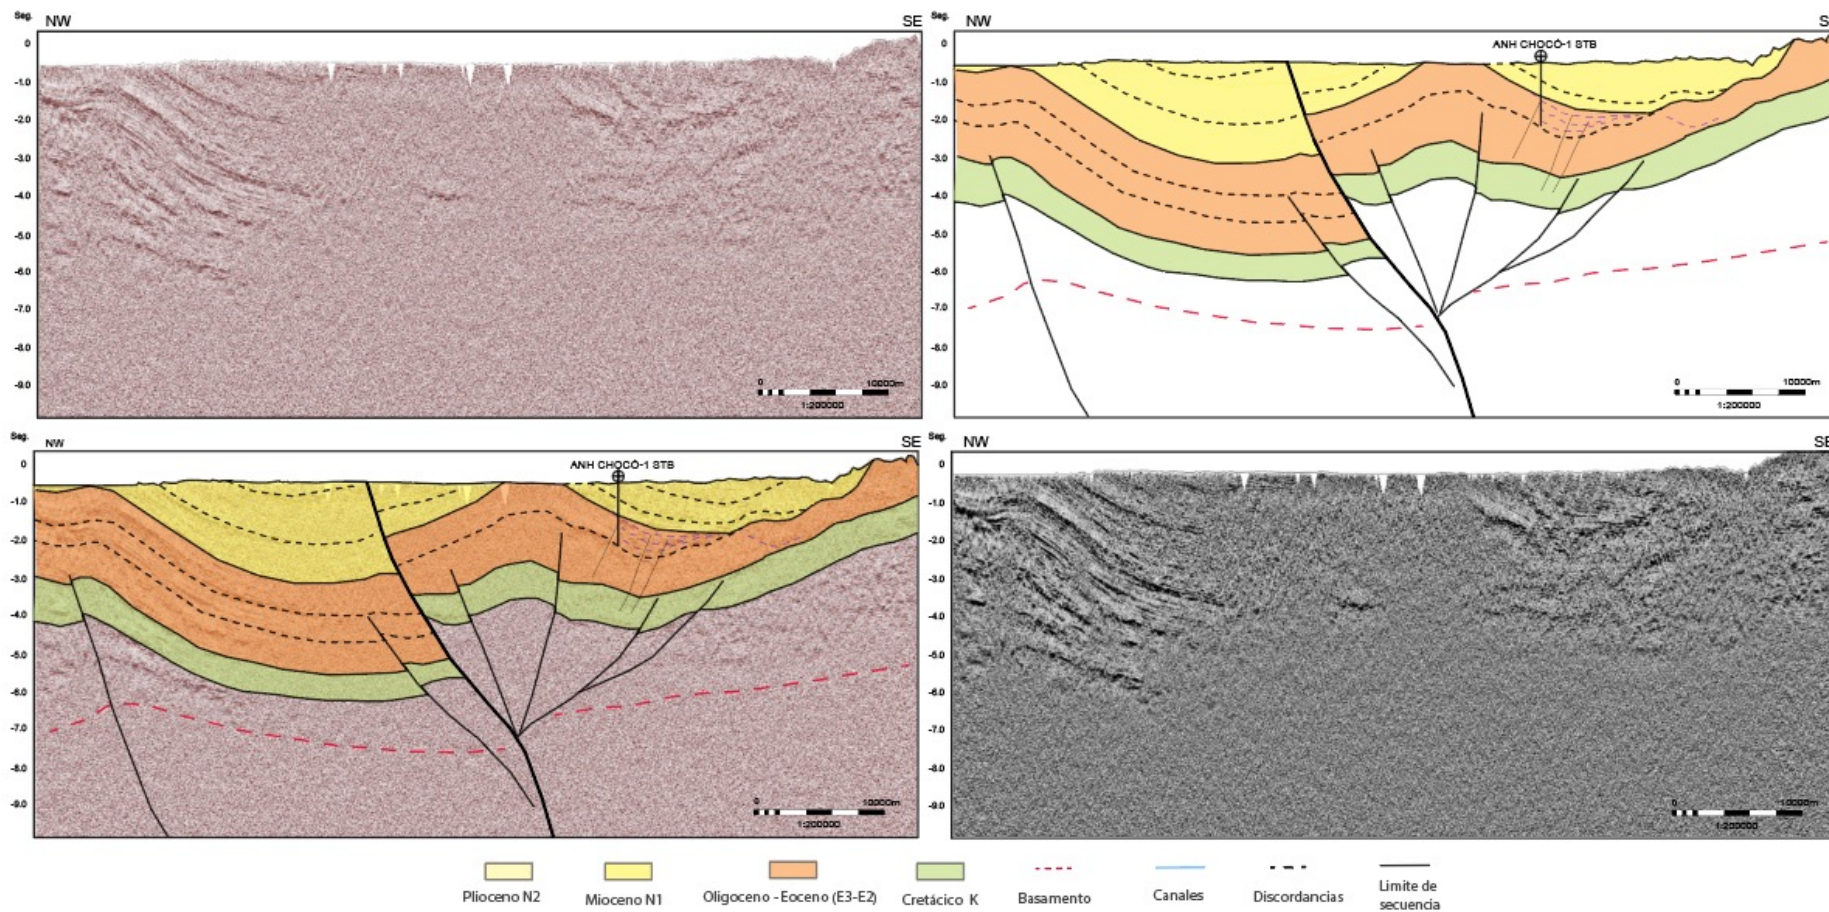 Seg. NW SE
0
-1.0
-2.0
-3.0
-4.0
-5.0
-6.0
-7.0
-8.0
-9.0
0 10000m
1:200000
Seg. NW S
ANH CHOCÓ-1 STB
0
-1.0
-2.0
-3.0
-4.0
-5.0
-6.0
-7.0
-8.0
-9.0
0 10000m
1:200000
Seg. NW SE
ANH CHOCÓ-1 STB
0
-1.0
-2.0
-3.0
-4.0
-5.0
-6.0
-7.0
-8.0
-9.0
0 10000m
1:200000
Seg. NW SE
0
-1.0
-2.0
-3.0
-4.0
-5.0
-6.0
-7.0
-8.0
-9.0
0 10000m
1:200000
Plioceno N2
Mioceno N1
Oligoceno - Eoceno (E3-E2)
Cretácico K
Basamento
Canales
Discordancias
Limite de
secuencia